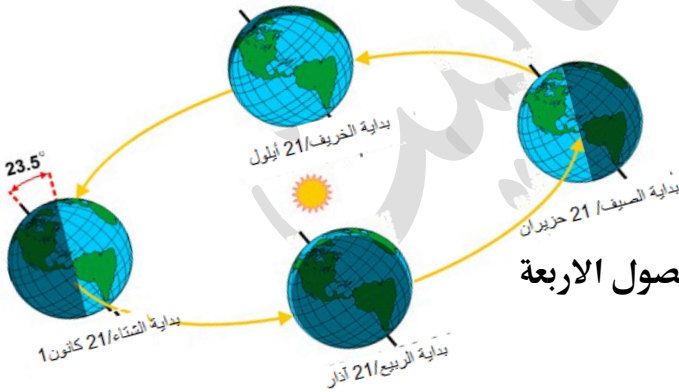 بداية الخريف/21 أيلول
23.5°
بداية الصيف/ 21 حزيران
صول الاربعة
بداية الشتاء/21 كانون1
بداية الربيع/21 آذار